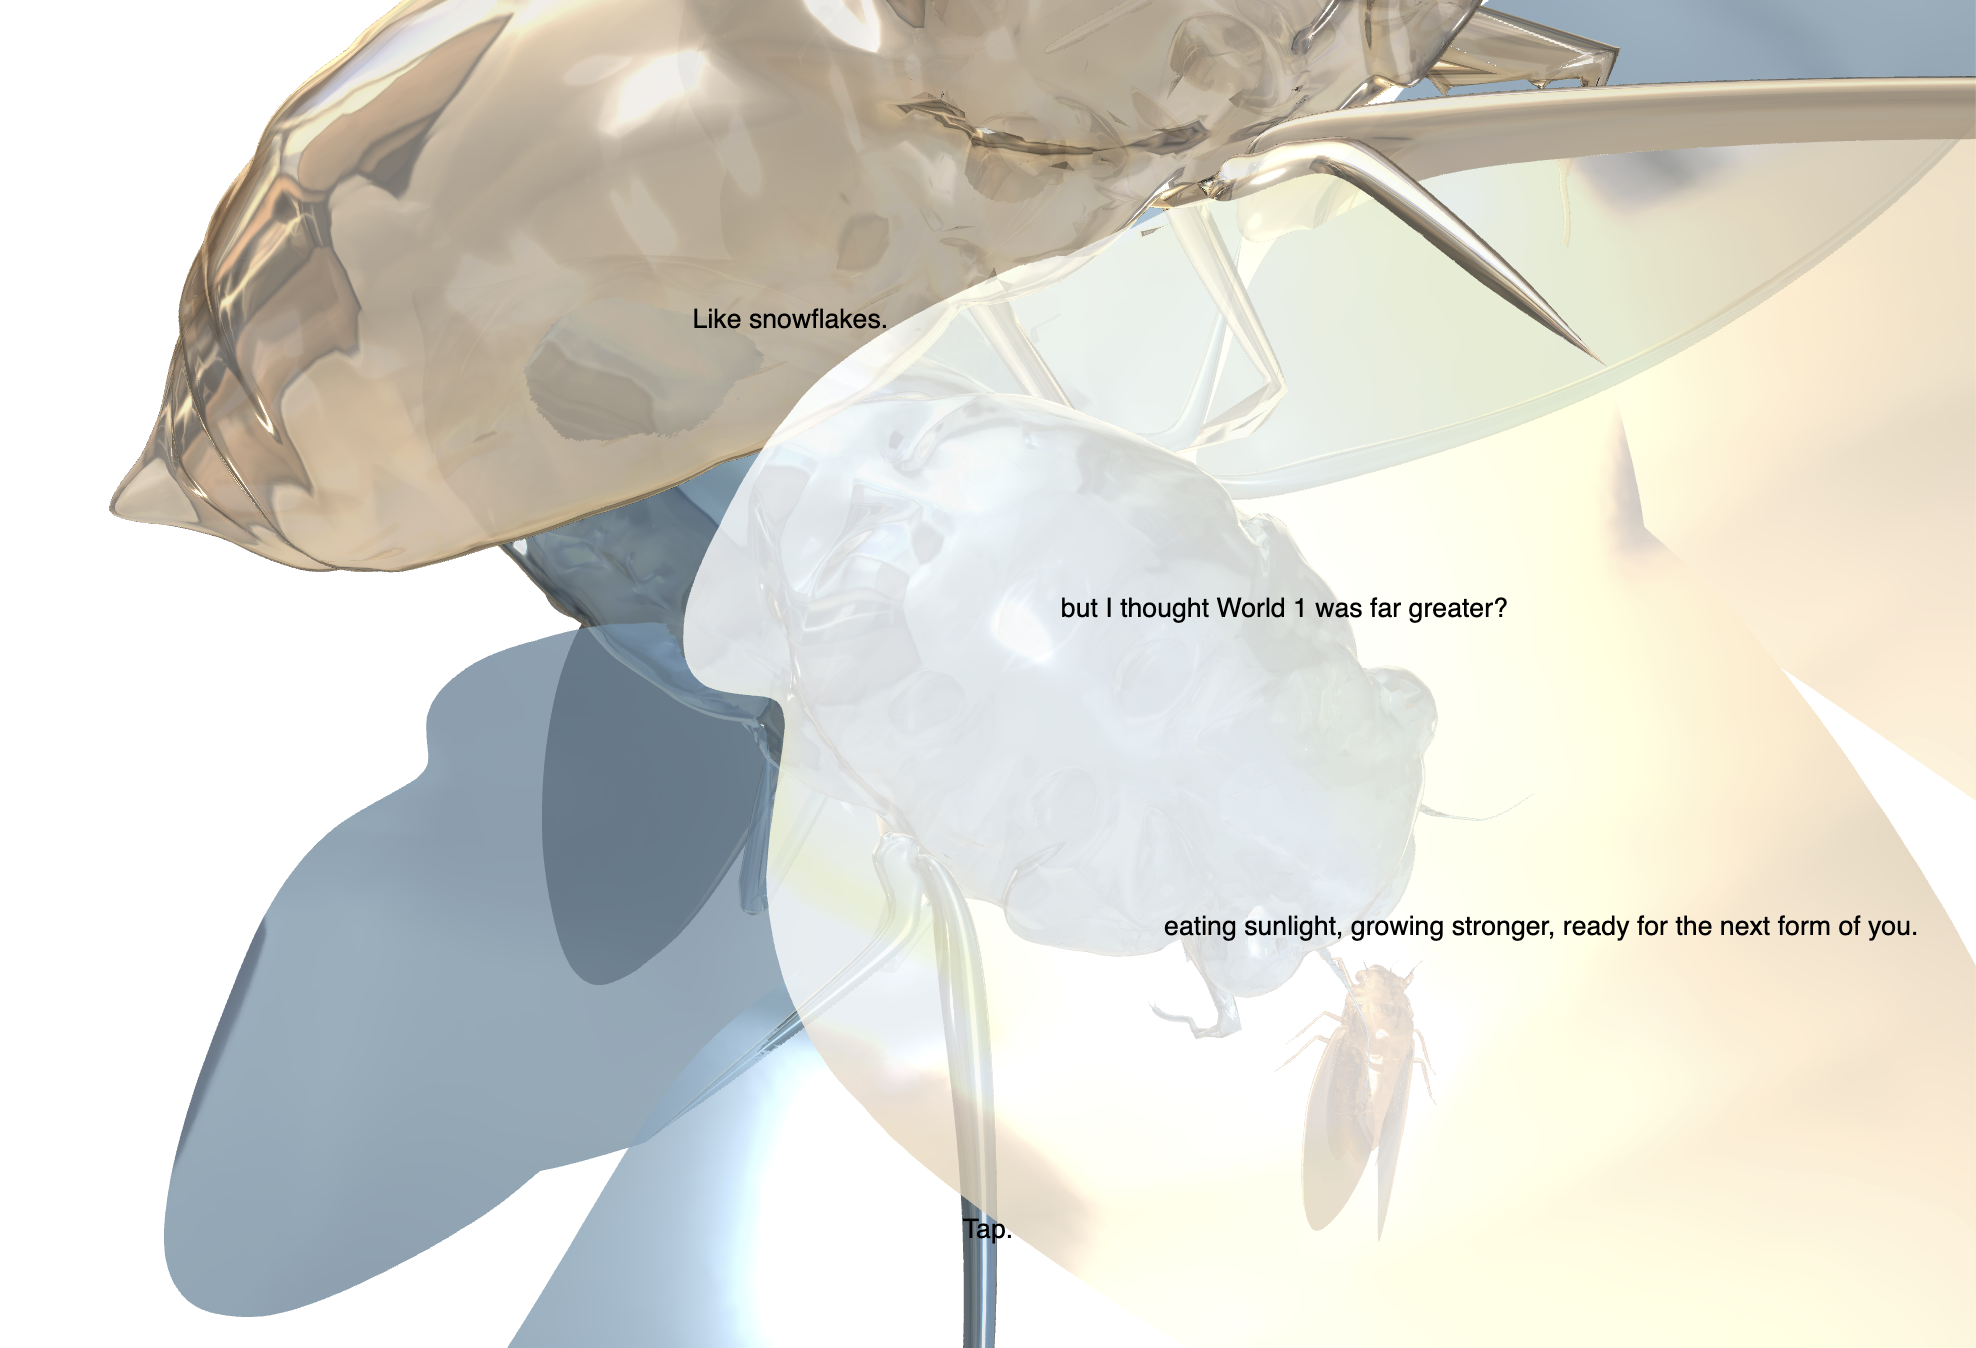 Like snowflakes.
but I thought World 1 was far greater?
eating sunlight, growing stronger, ready for the next form of you.
Tap.